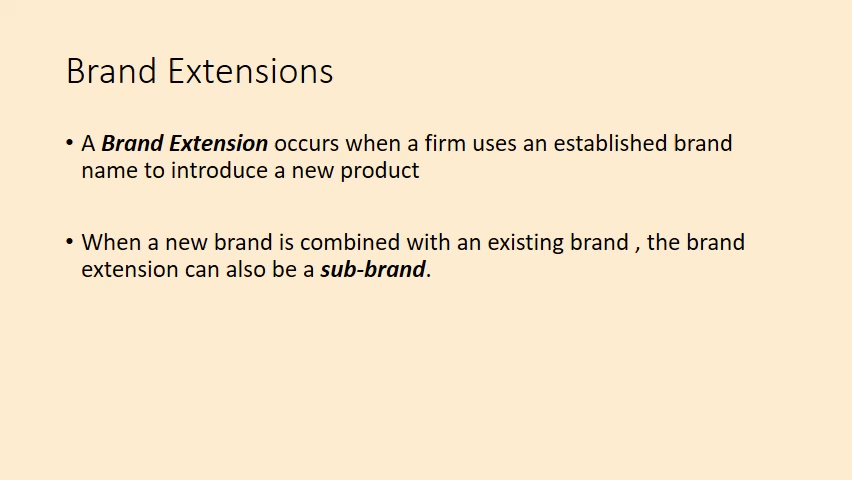 Brand Extensions
• A Brand Extension occurs when a firm uses an established brand
name to introduce a new product
• When a new brand is combined with an existing brand , the brand
extension can also be a sub-brand.